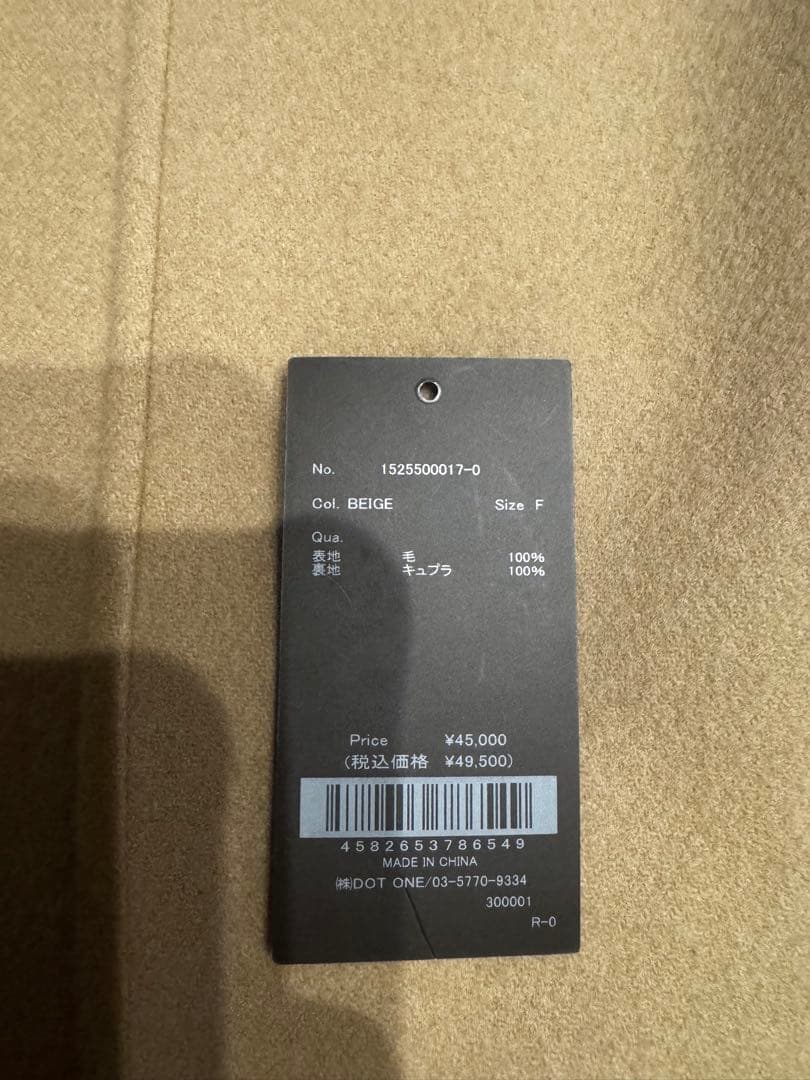 No. 1525500017-0
Col. BEIGE Size F
Qua.
表地 毛 100%
裏地 キュプラ 100%
Price ¥45,000
(税込価格 ¥49,500)
4582653786549
MADE IN CHINA
㈱DOT ONE/03-5770-9334
300001
R-0